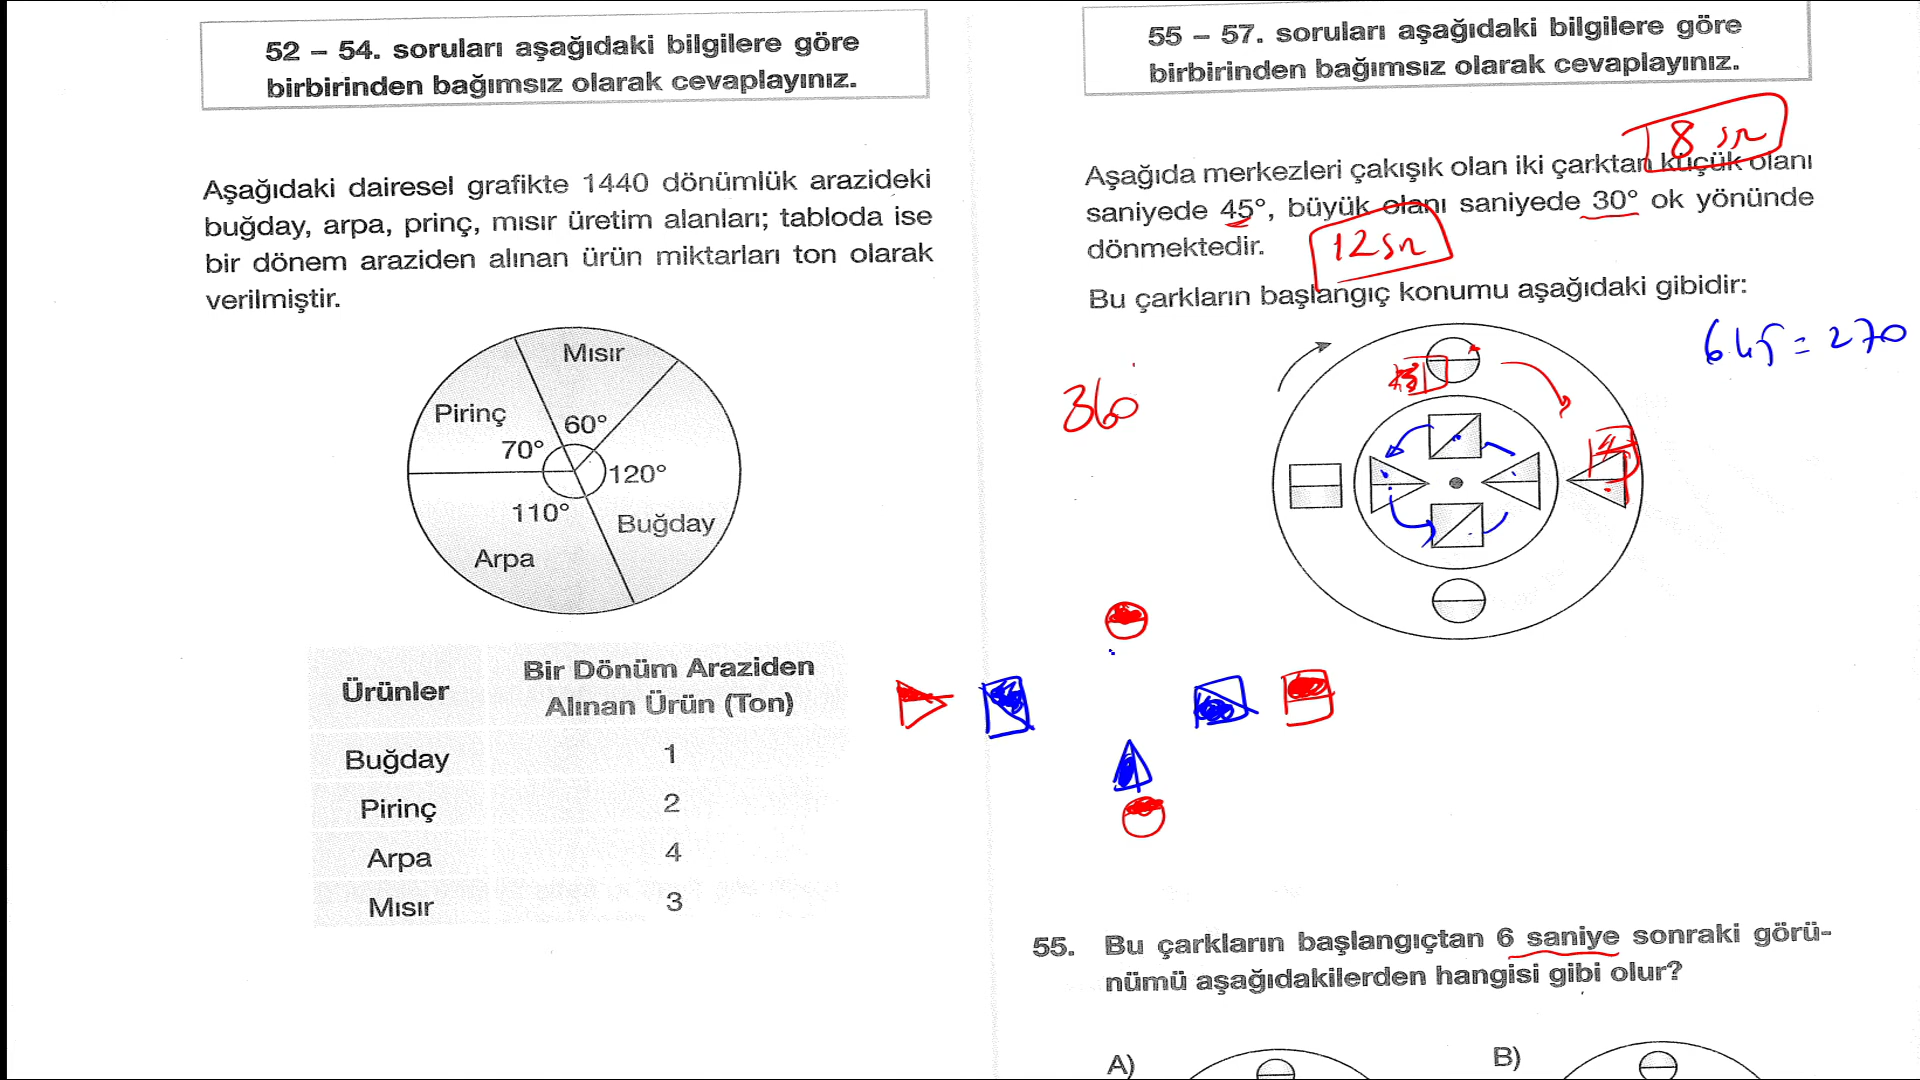 52 – 54. soruları aşağıdaki bilgilere göre
birbirinden bağımsız olarak cevaplayınız.
Aşağıdaki dairesel grafikte 1440 dönümlük arazideki
buğday, arpa, prinç, mısır üretim alanları; tabloda ise
bir dönem araziden alınan ürün miktarları ton olarak
verilmiştir.
Mısır
Pirinç
60°
70°
120°
110°
Buğday
Arpa
Ürünler
Bir Dönüm Araziden
Alınan Ürün (Ton)
Buğday 1
Pirinç 2
Arpa 4
Mısır 3
55 – 57. soruları aşağıdaki bilgilere göre
birbirinden bağımsız olarak cevaplayınız.
8 sn
Aşağıda merkezleri çakışık olan iki çarktan küçük olanı
saniyede 45°, büyük olanı saniyede 30° ok yönünde
dönmektedir.
12 sn
Bu çarkların başlangıç konumu aşağıdaki gibidir:
6 45 = 270
360
55. Bu çarkların başlangıçtan 6 saniye sonraki görü-
nümü aşağıdakilerden hangisi gibi olur?
A)
B)